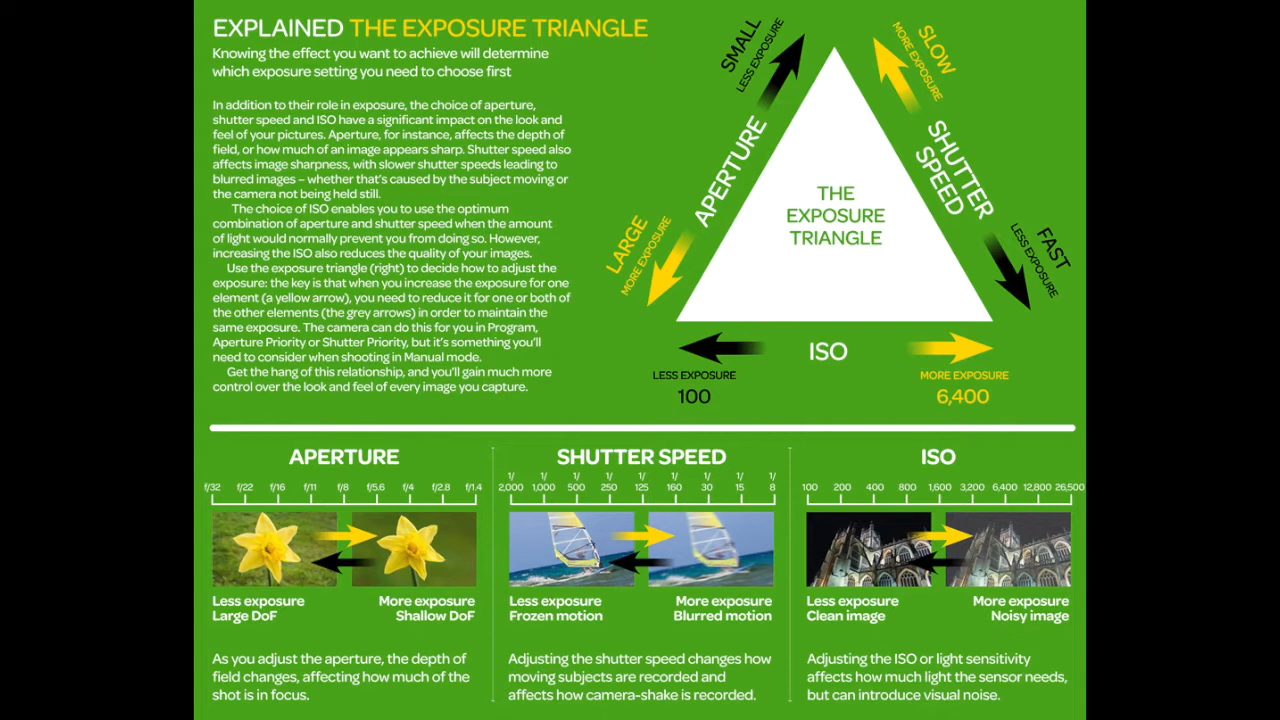 EXPLAINED THE EXPOSURE TRIANGLE
Knowing the effect you want to achieve will determine
which exposure setting you need to choose first
In addition to their role in exposure, the choice of aperture,
shutter speed and ISO have a significant impact on the look and
feel of your pictures. Aperture, for instance, affects the depth of
field, or how much of an image appears sharp. Shutter speed also
affects image sharpness, with slower shutter speeds leading to
blurred images – whether that's caused by the subject moving or
the camera not being held still.
The choice of ISO enables you to use the optimum
combination of aperture and shutter speed when the amount
of light would normally prevent you from doing so. However,
increasing the ISO also reduces the quality of your images.
Use the exposure triangle (right) to decide how to adjust the
exposure: the key is that when you increase the exposure for one
element (a yellow arrow), you need to reduce it for one or both of
the other elements (the grey arrows) in order to maintain the
same exposure. The camera can do this for you in Program,
Aperture Priority or Shutter Priority, but it's something you'll
need to consider when shooting in Manual mode.
Get the hang of this relationship, and you'll gain much more
control over the look and feel of every image you capture.
SMALL
LESS EXPOSURE
APERTURE
LARGE
MORE EXPOSURE
SLOW
MORE EXPOSURE
SHUTTER
SPEED
FAST
LESS EXPOSURE
THE
EXPOSURE
TRIANGLE
ISO
LESS EXPOSURE
100
MORE EXPOSURE
6,400
APERTURE
f/32 f/22 f/16 f/11 f/8 f/5.6 f/4 f/2.8 f/1.4
Less exposure More exposure
Large DoF Shallow DoF
As you adjust the aperture, the depth of
field changes, affecting how much of the
shot is in focus.
SHUTTER SPEED
1/ 1/ 1/ 1/ 1/ 1/ 1/ 1/ 1/
2,000 1,000 500 250 125 160 30 15 8
Less exposure More exposure
Frozen motion Blurred motion
Adjusting the shutter speed changes how
moving subjects are recorded and
affects how camera-shake is recorded.
ISO
100 200 400 800 1,600 3,200 6,400 12,800 26,500
Less exposure More exposure
Clean image Noisy image
Adjusting the ISO or light sensitivity
affects how much light the sensor needs,
but can introduce visual noise.